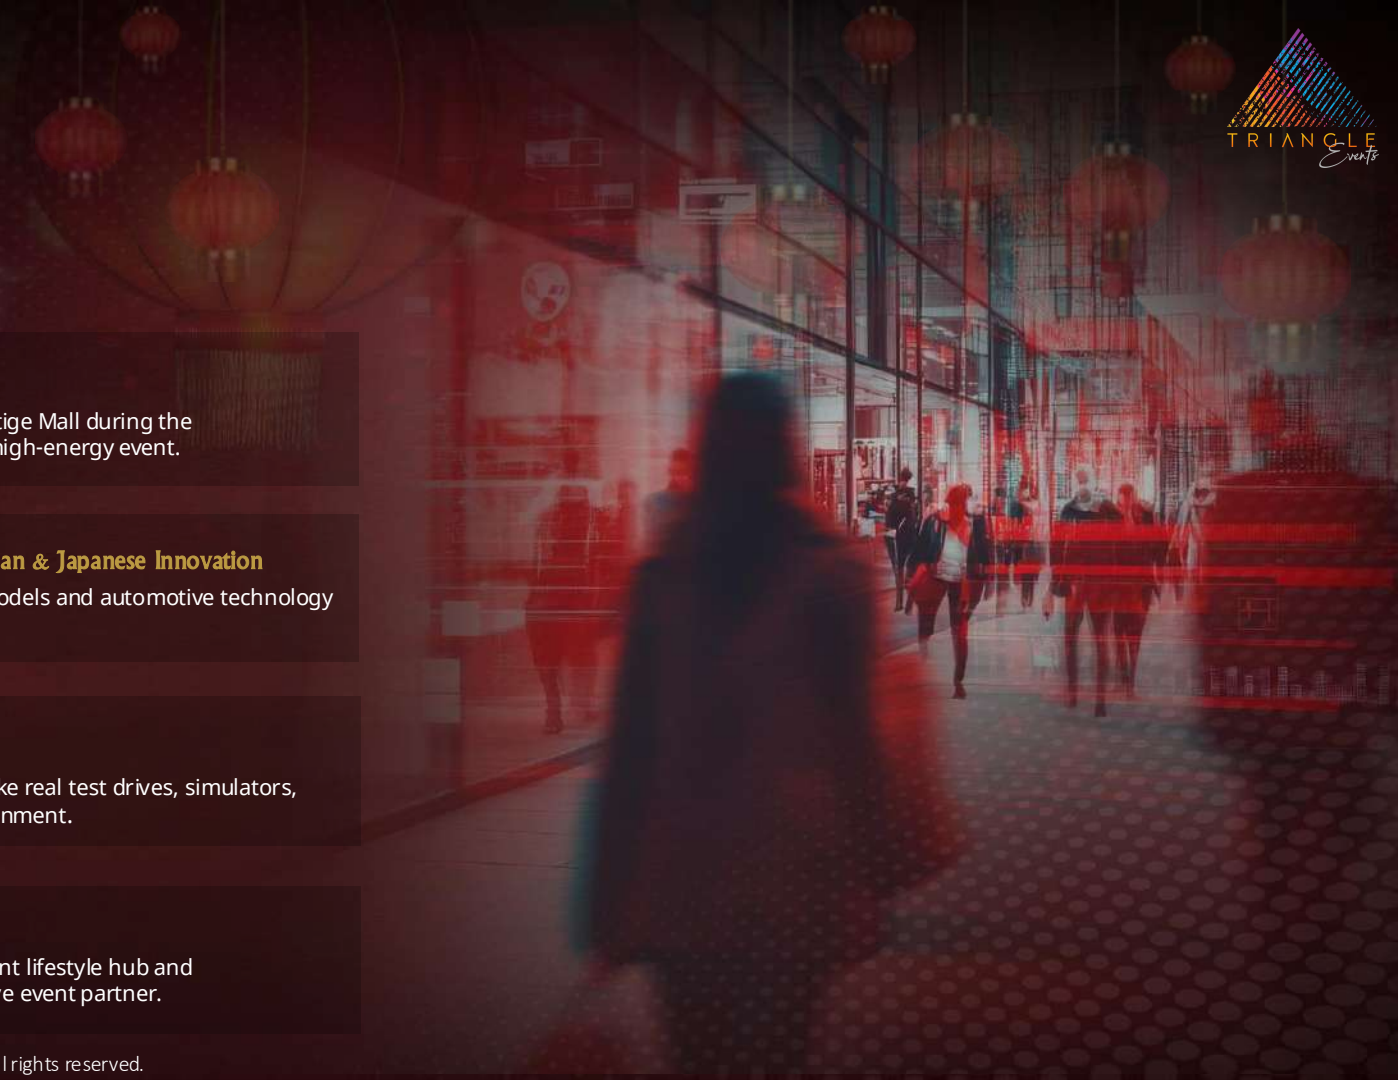 TRIANGLE
Events
tige Mall during the
high-energy event.
an & Japanese Innovation
odels and automotive technology
ke real test drives, simulators,
nment.
nt lifestyle hub and
ve event partner.
l rights reserved.